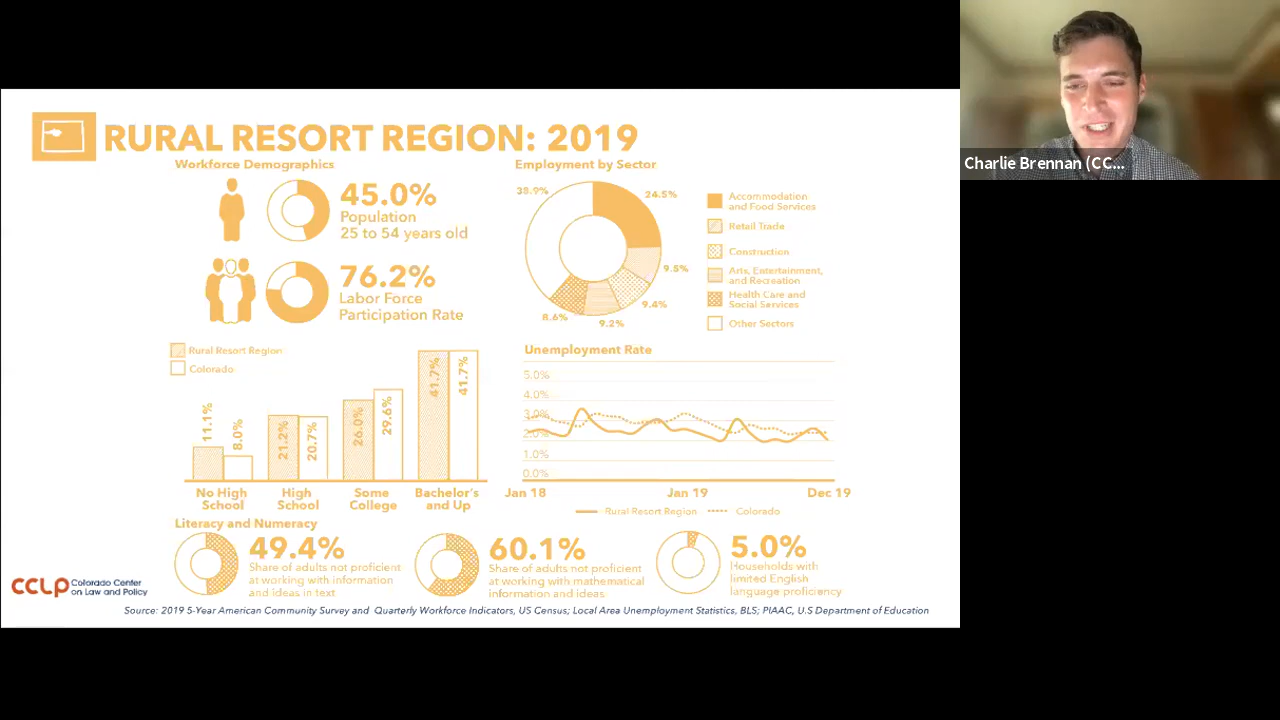 RURAL RESORT REGION: 2019
Workforce Demographics
45.0%
Population
25 to 54 years old
76.2%
Labor Force
Participation Rate
Employment by Sector
38.9%
24.5%
9.5%
9.4%
9.2%
8.6%
Accommodation
and Food Services
Retail Trade
Construction
Arts, Entertainment,
and Recreation
Health Care and
Social Services
Other Sectors
Rural Resort Region
Colorado
11.1%
8.0%
21.2%
20.7%
26.0%
29.6%
41.7%
41.7%
No High
School
High
School
Some
College
Bachelor's
and Up
Unemployment Rate
5.0%
4.0%
3.0%
2.0%
1.0%
0.0%
Jan 18
Jan 19
Dec 19
Rural Resort Region
Colorado
Literacy and Numeracy
49.4%
Share of adults not proficient
at working with information
and ideas in text
60.1%
Share of adults not proficient
at working with mathematical
information and ideas
5.0%
Households with
limited English
language proficiency
CCLP Colorado Center
on Law and Policy
Source: 2019 5-Year American Community Survey and Quarterly Workforce Indicators, US Census; Local Area Unemployment Statistics, BLS; PIAAC, U.S Department of Education
Charlie Brennan (CC...